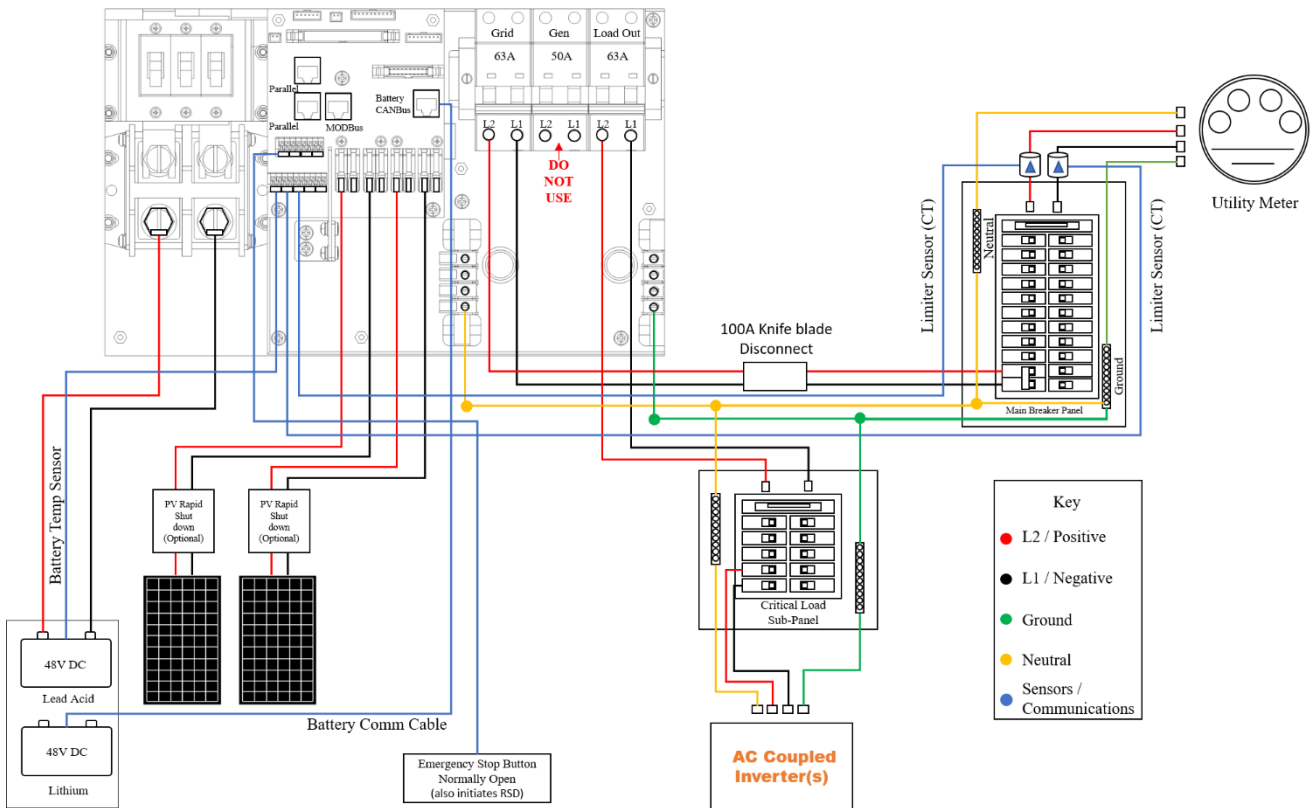 Grid
Gen
Load Out
63A
50A
63A
Parallel
Parallel
MODBus
Battery
CANBus
L2
L1
L2
L1
L2
L1
DO
NOT
USE
Utility Meter
Limiter Sensor (CT)
Neutral
Limiter Sensor (CT)
Ground
Main Breaker Panel
100A Knife blade
Disconnect
Battery Temp Sensor
PV Rapid
Shut
down
(Optional)
PV Rapid
Shut
down
(Optional)
Critical Load
Sub-Panel
Key
L2 / Positive
L1 / Negative
Ground
Neutral
Sensors /
Communications
48V DC
Lead Acid
48V DC
Lithium
Battery Comm Cable
Emergency Stop Button
Normally Open
(also initiates RSD)
AC Coupled
Inverter(s)